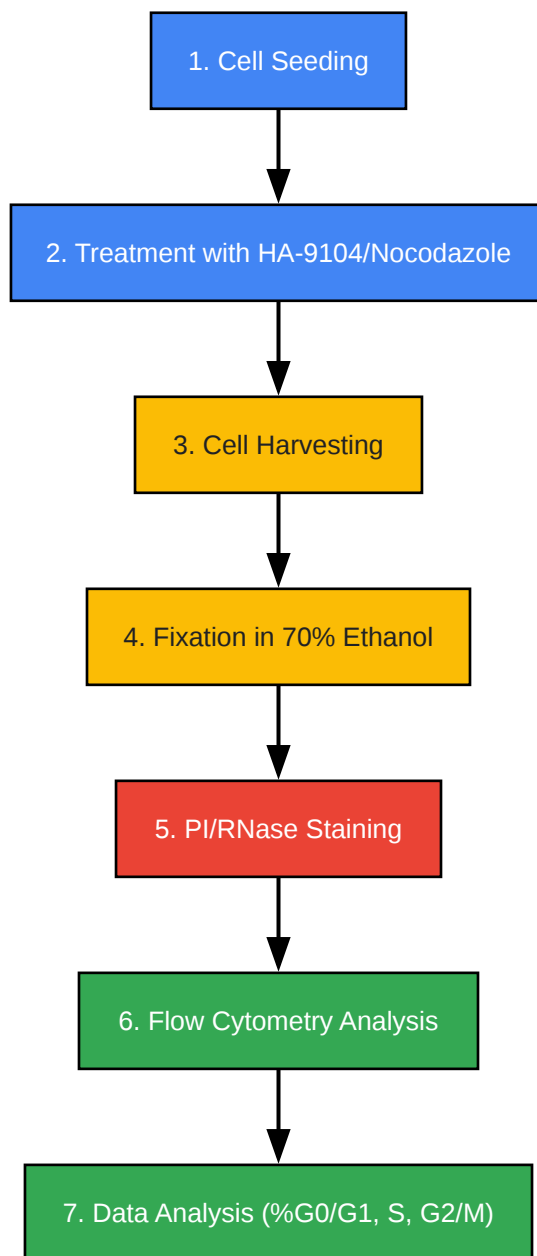 1. Cell Seeding
2. Treatment with HA-9104/Nocodazole
3. Cell Harvesting
4. Fixation in 70% Ethanol
5. PI/RNase Staining
6. Flow Cytometry Analysis
7. Data Analysis (%G0/G1, S, G2/M)